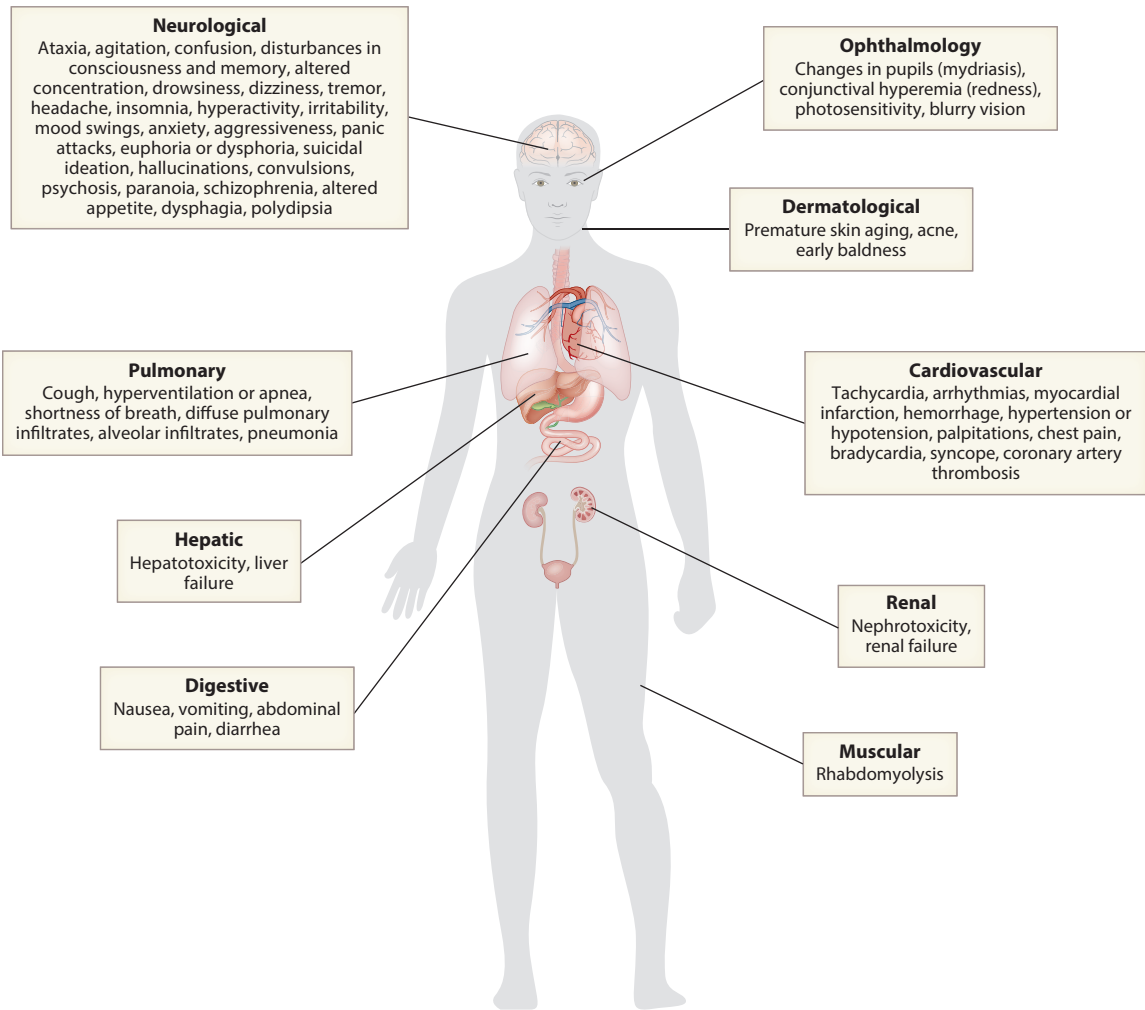 Neurological
Ataxia, agitation, confusion, disturbances in
consciousness and memory, altered
concentration, drowsiness, dizziness, tremor,
headache, insomnia, hyperactivity, irritability,
mood swings, anxiety, aggressiveness, panic
attacks, euphoria or dysphoria, suicidal
ideation, hallucinations, convulsions,
psychosis, paranoia, schizophrenia, altered
appetite, dysphagia, polydipsia
Ophthalmology
Changes in pupils (mydriasis),
conjunctival hyperemia (redness),
photosensitivity, blurry vision
Dermatological
Premature skin aging, acne,
early baldness
Pulmonary
Cough, hyperventilation or apnea,
shortness of breath, diffuse pulmonary
infiltrates, alveolar infiltrates, pneumonia
Cardiovascular
Tachycardia, arrhythmias, myocardial
infarction, hemorrhage, hypertension or
hypotension, palpitations, chest pain,
bradycardia, syncope, coronary artery
thrombosis
Hepatic
Hepatotoxicity, liver
failure
Renal
Nephrotoxicity,
renal failure
Digestive
Nausea, vomiting, abdominal
pain, diarrhea
Muscular
Rhabdomyolysis